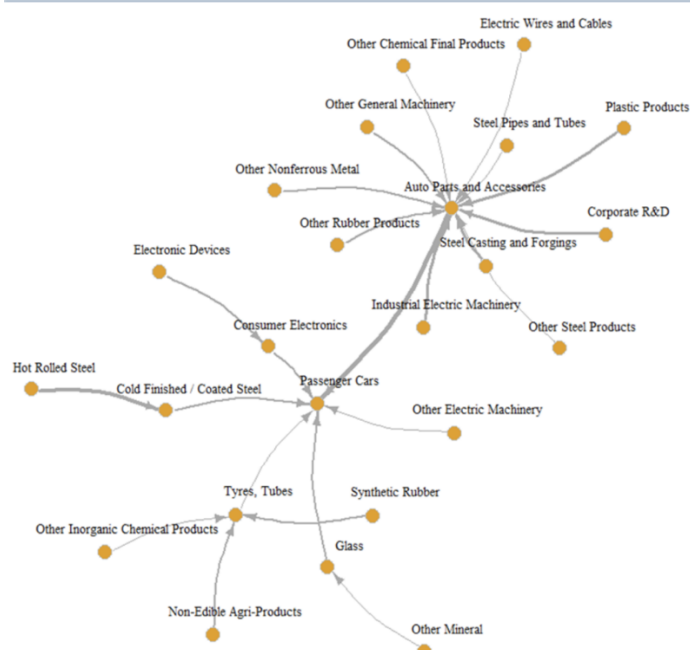 Electric Wires and Cables
Other Chemical Final Products
Other General Machinery
Plastic Products
Steel Pipes and Tubes
Other Nonferrous Metal
Auto Parts and Accessories
Corporate R&D
Other Rubber Products
Steel Casting and Forgings
Electronic Devices
Industrial Electric Machinery
Consumer Electronics
Other Steel Products
Hot Rolled Steel
Passenger Cars
Cold Finished / Coated Steel
Other Electric Machinery
Tyres, Tubes
Synthetic Rubber
Other Inorganic Chemical Products
Glass
Non-Edible Agri-Products
Other Mineral